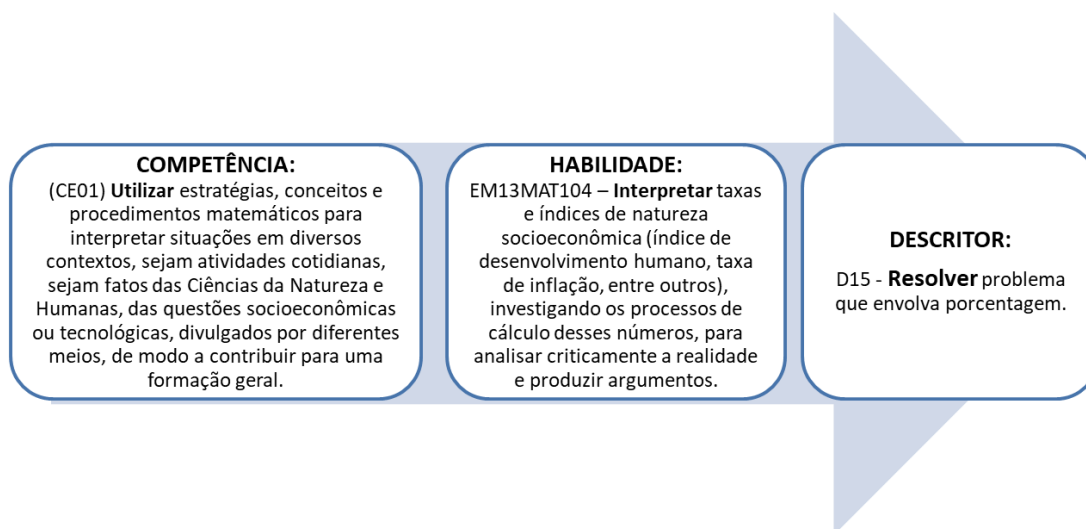 COMPETÊNCIA:
(CE01) Utilizar estratégias, conceitos e
procedimentos matemáticos para
interpretar situações em diversos
contextos, sejam atividades cotidianas,
sejam fatos das Ciências da Natureza e
Humanas, das questões socioeconômicas
ou tecnológicas, divulgados por diferentes
meios, de modo a contribuir para uma
formação geral.
HABILIDADE:
EM13MAT104 – Interpretar taxas
e índices de natureza
socioeconômica (índice de
desenvolvimento humano, taxa
de inflação, entre outros),
investigando os processos de
cálculo desses números, para
analisar criticamente a realidade
e produzir argumentos.
DESCRITOR:
D15 - Resolver problema
que envolva porcentagem.